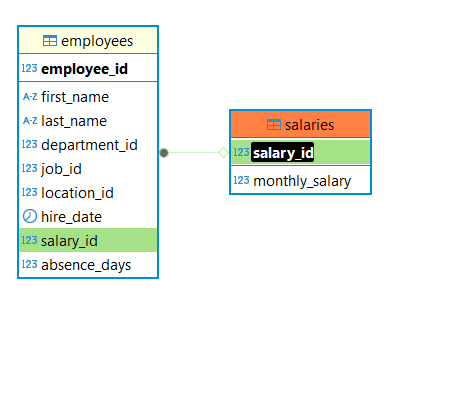 employees
123 employee_id
A-Z first_name
A-Z last_name
123 department_id
123 job_id
123 location_id
hire_date
123 salary_id
123 absence_days
salaries
123 salary_id
123 monthly_salary